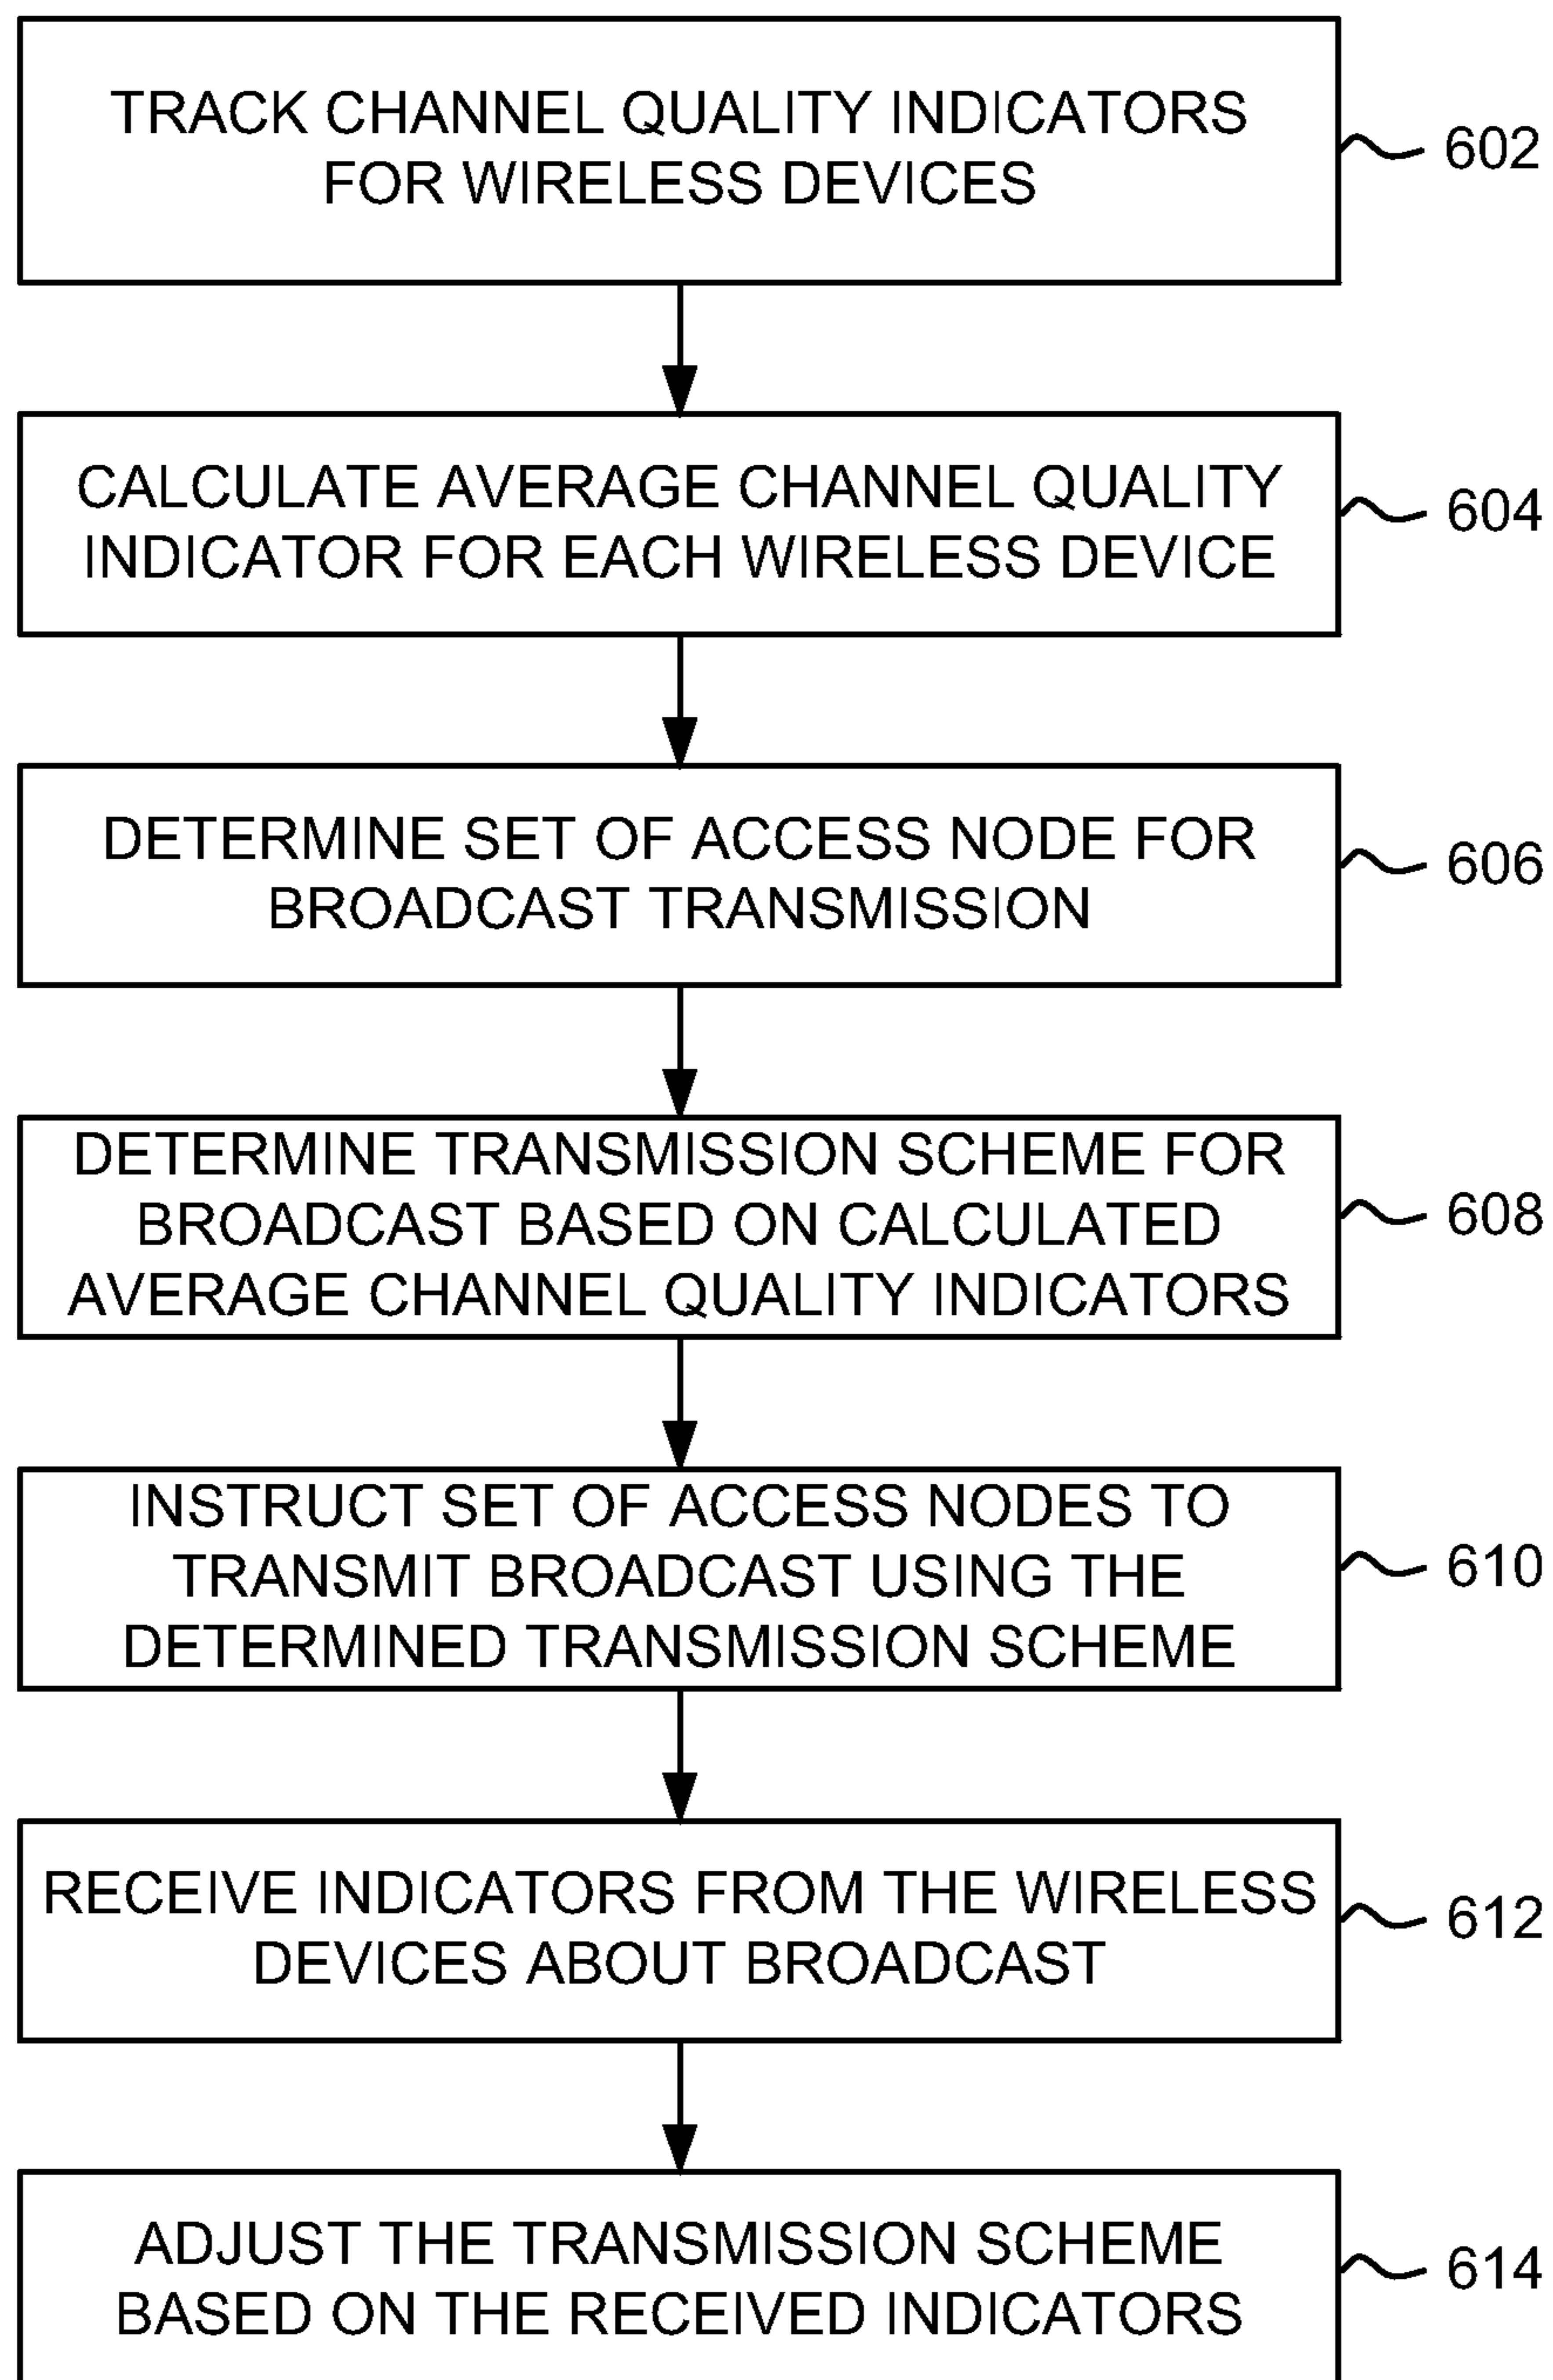 TRACK CHANNEL QUALITY INDICATORS
FOR WIRELESS DEVICES
602
CALCULATE AVERAGE CHANNEL QUALITY
INDICATOR FOR EACH WIRELESS DEVICE
604
DETERMINE SET OF ACCESS NODE FOR
BROADCAST TRANSMISSION
606
DETERMINE TRANSMISSION SCHEME FOR
BROADCAST BASED ON CALCULATED
AVERAGE CHANNEL QUALITY INDICATORS
608
INSTRUCT SET OF ACCESS NODES TO
TRANSMIT BROADCAST USING THE
DETERMINED TRANSMISSION SCHEME
610
RECEIVE INDICATORS FROM THE WIRELESS
DEVICES ABOUT BROADCAST
612
ADJUST THE TRANSMISSION SCHEME
BASED ON THE RECEIVED INDICATORS
614